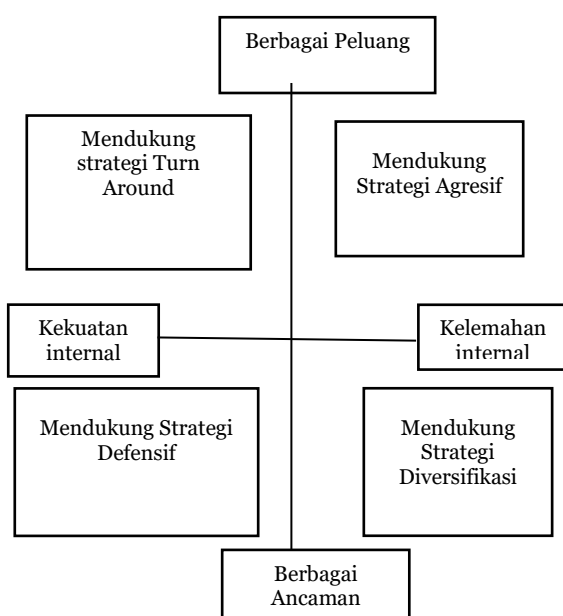 Berbagai Peluang
Mendukung
strategi Turn
Around
Mendukung
Strategi Agresif
Kekuatan
internal
Kelemahan
internal
Mendukung Strategi
Defensif
Mendukung
Strategi
Diversifikasi
Berbagai
Ancaman